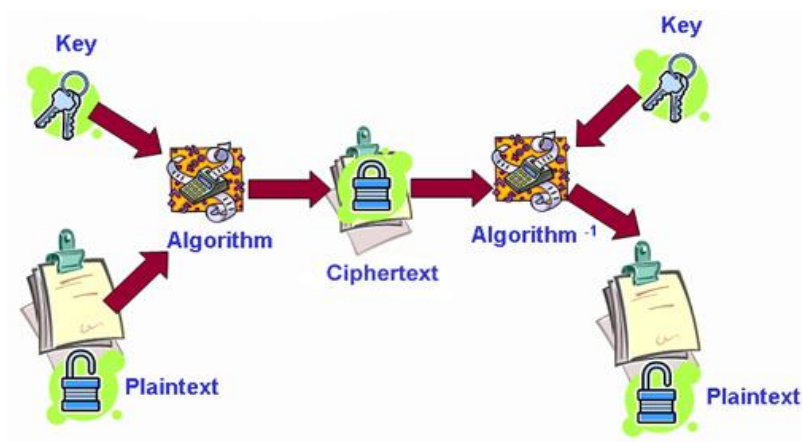 Key
Key
Algorithm
Algorithm -1
Ciphertext
Plaintext
Plaintext